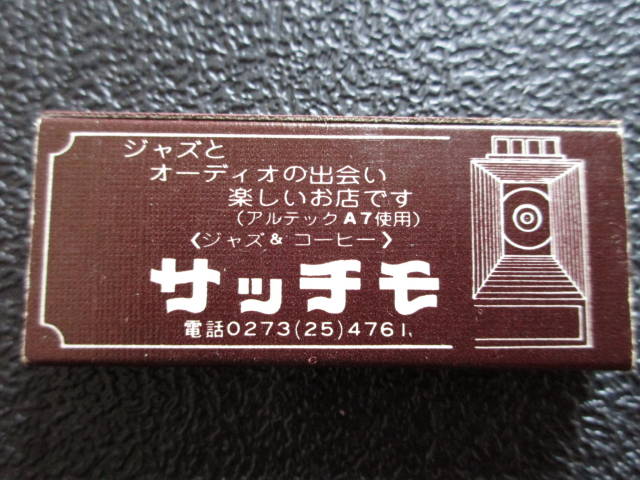 ジャズと
オーディオの出会い
楽しいお店です
（アルテックA7使用）
〈ジャズ& コーヒー〉
サッチモ
電話0273(25)4761.